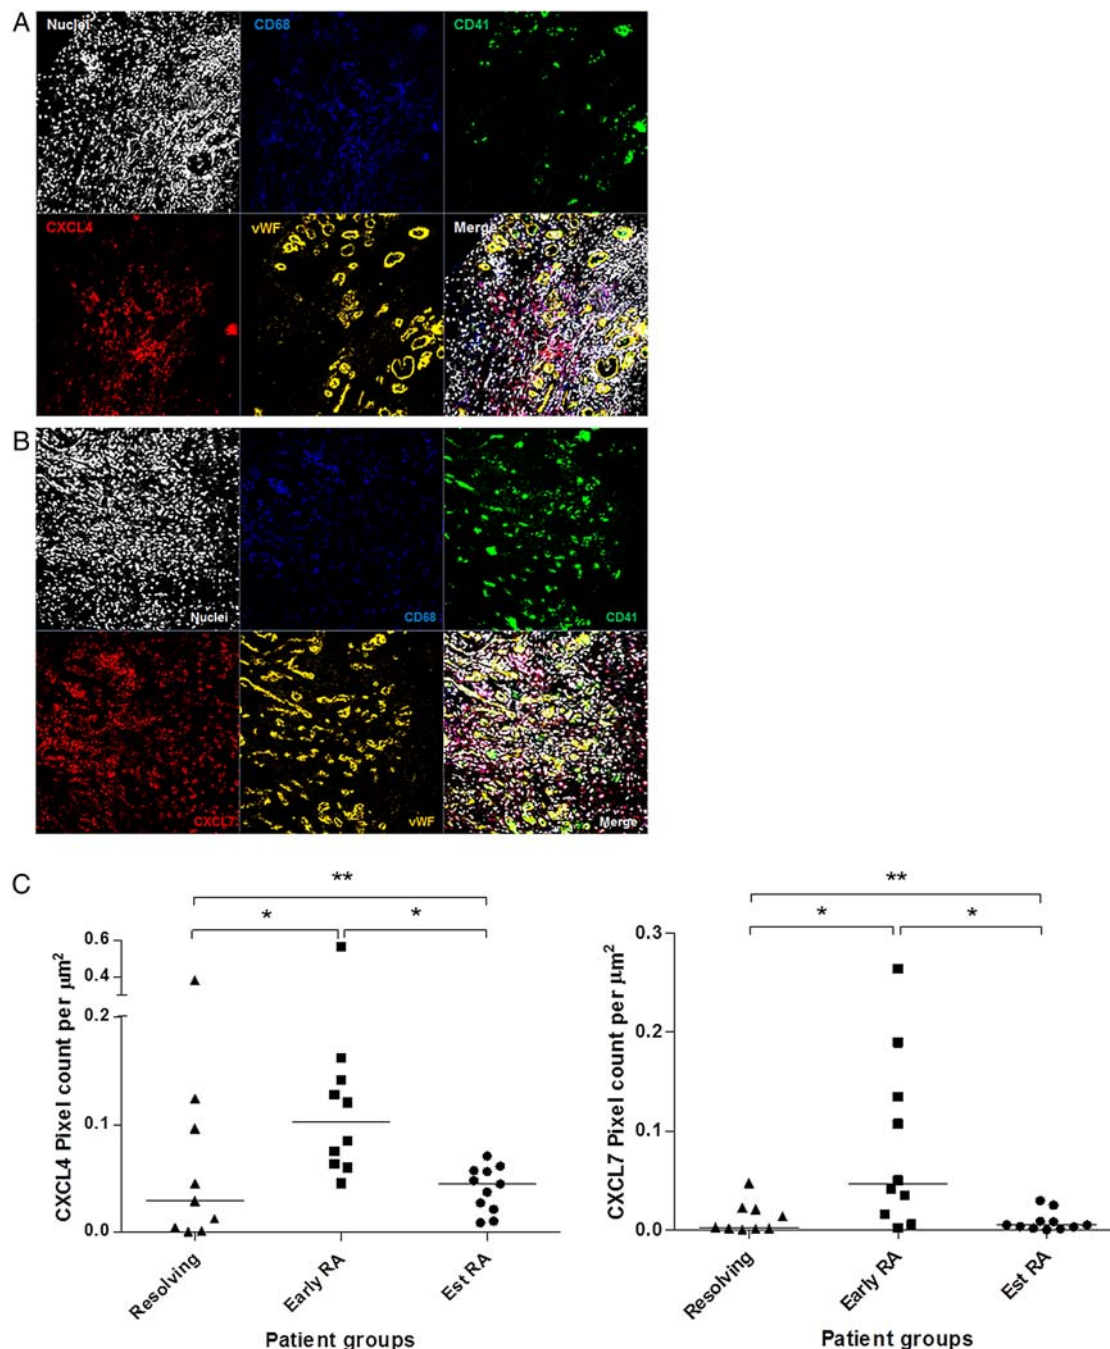 A
Nuclei
CD68
CD41
CXCL4
vWF
Merge
B
Nuclei
CD68
CD41
CXCL7
vWF
Merge
C
**
*
*
CXCL4 Pixel count per μm²
0.6
0.4
0.2
0.1
0.0
Resolving
Early RA
Est RA
Patient groups
**
*
*
CXCL7 Pixel count per μm²
0.3
0.2
0.1
0.0
Resolving
Early RA
Est RA
Patient groups